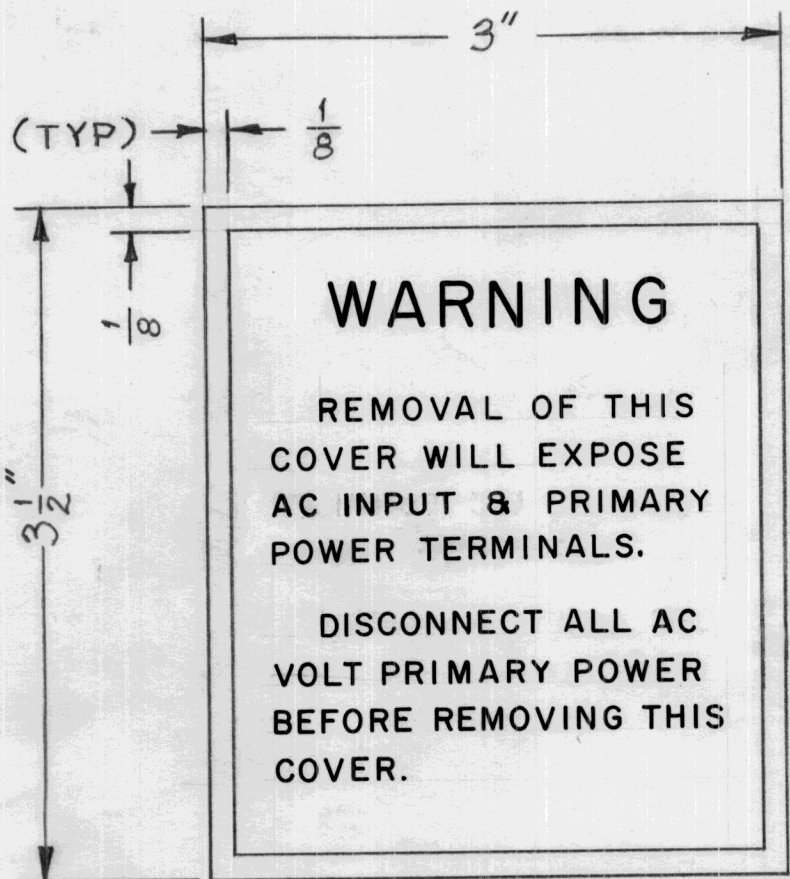 3"
(TYP) 1/8
1/8
3 1/2"
WARNING
REMOVAL OF THIS
COVER WILL EXPOSE
AC INPUT & PRIMARY
POWER TERMINALS.
DISCONNECT ALL AC
VOLT PRIMARY POWER
BEFORE REMOVING THIS
COVER.